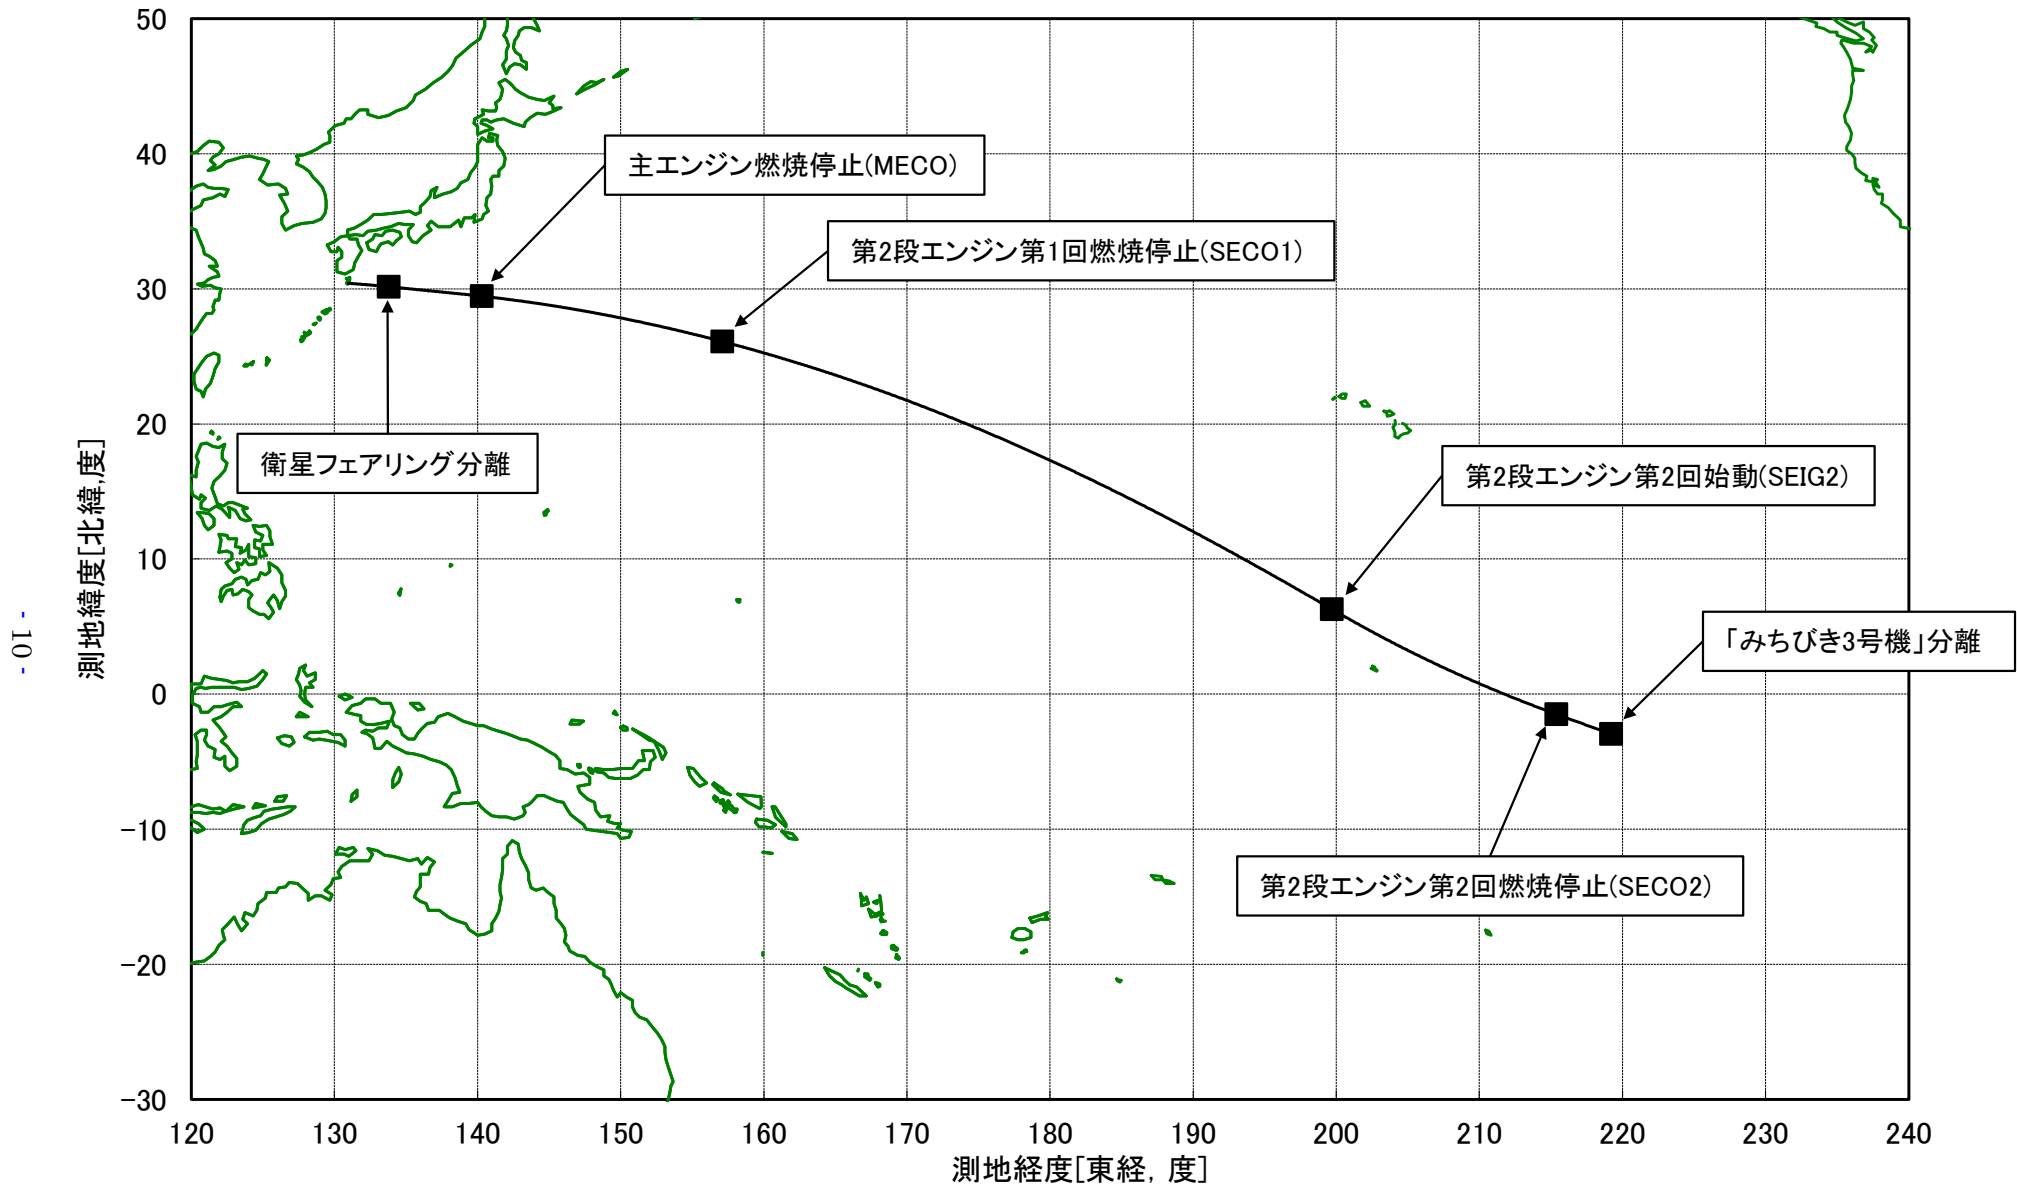 50
40
30
20
10
0
-10
-20
-30
120 130 140 150 160 170 180 190 200 210 220 230 240
測地緯度[北緯,度]
測地経度[東経, 度]
主エンジン燃焼停止(MECO)
第2段エンジン第1回燃焼停止(SECO1)
衛星フェアリング分離
第2段エンジン第2回始動(SEIG2)
「みちびき3号機」分離
第2段エンジン第2回燃焼停止(SECO2)
- 10 -